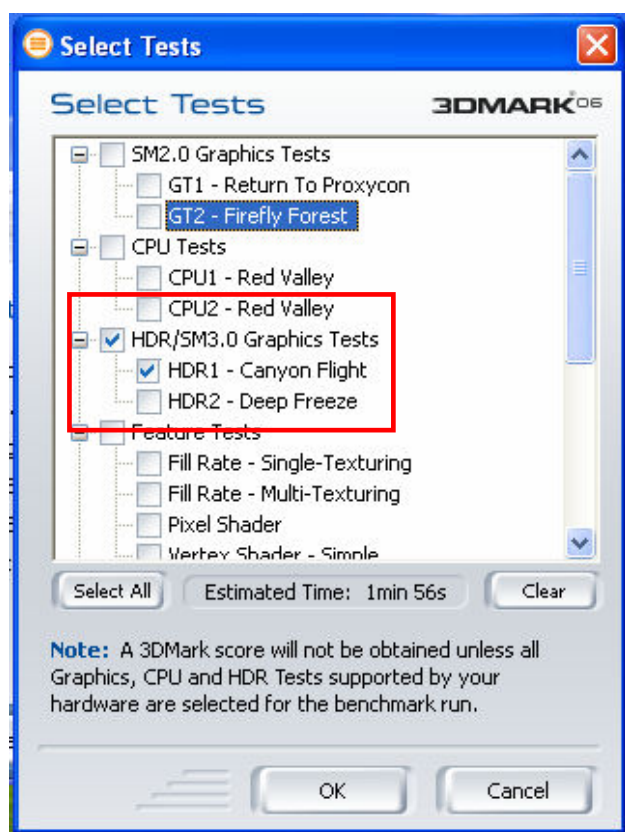 Select Tests
Select Tests 3DMARK®06
SM2.0 Graphics Tests
GT1 - Return To Proxycon
GT2 - Firefly Forest
CPU Tests
CPU1 - Red Valley
CPU2 - Red Valley
HDR/SM3.0 Graphics Tests
HDR1 - Canyon Flight
HDR2 - Deep Freeze
Feature Tests
Fill Rate - Single-Texturing
Fill Rate - Multi-Texturing
Pixel Shader
Vertex Shader - Simple
Select All Estimated Time: 1min 56s Clear
Note: A 3DMark score will not be obtained unless all
Graphics, CPU and HDR Tests supported by your
hardware are selected for the benchmark run.
OK Cancel